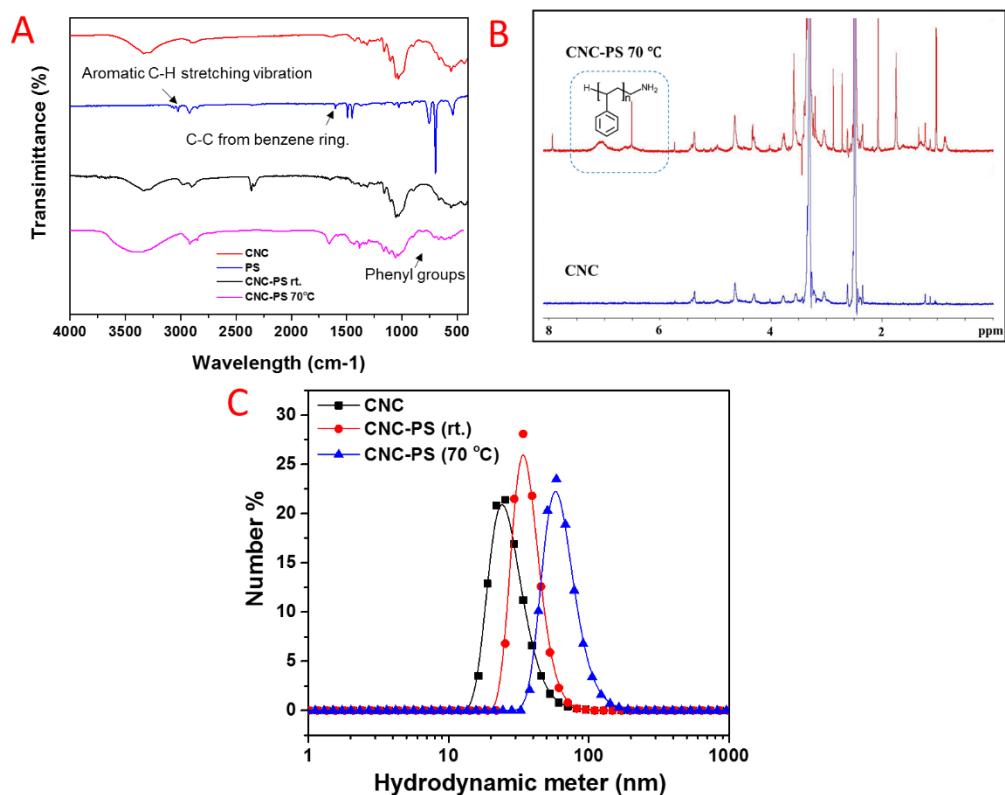 A
Aromatic C-H stretching vibration
C-C from benzene ring.
Phenyl groups
CNC
PS
CNC-PS rt.
CNC-PS 70°C
Transimittance (%)
4000 3500 3000 2500 2000 1500 1000 500
Wavelength (cm-1)
B
CNC-PS 70 ℃
H
n
NH2
CNC
8 6 4 2 ppm
C
CNC
CNC-PS (rt.)
CNC-PS (70 °C)
Number %
30
25
20
15
10
5
0
1 10 100 1000
Hydrodynamic meter (nm)